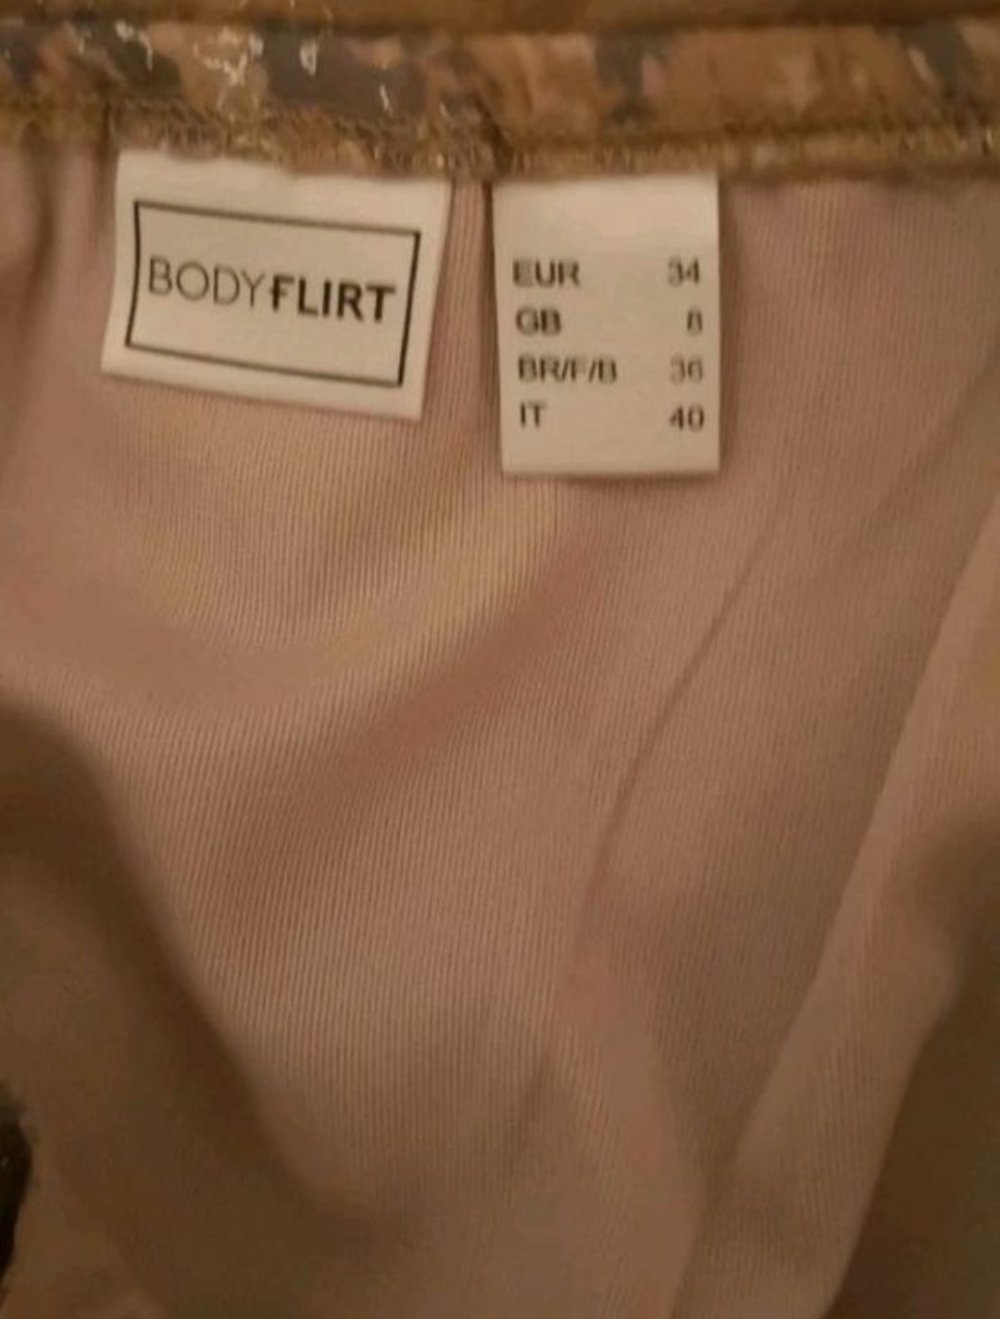 BODYFLIRT
EUR 34
GB 8
BR/F/B 36
IT 40